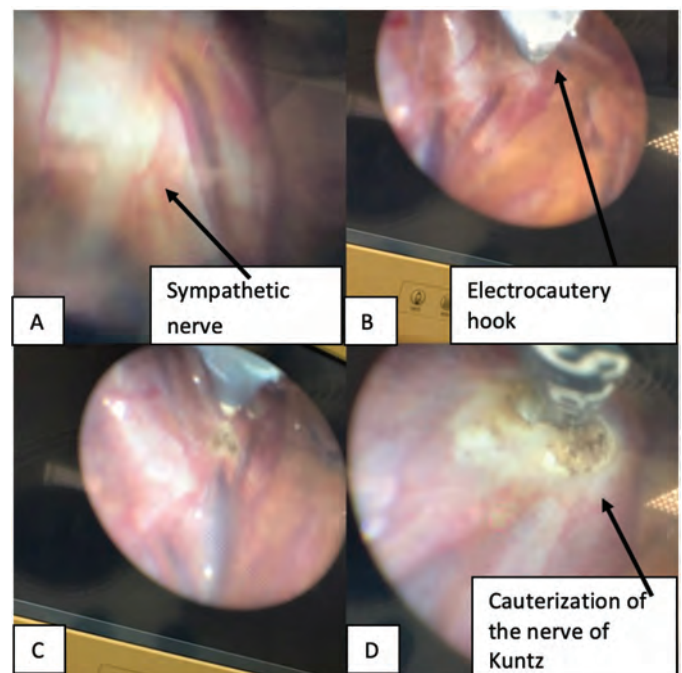 Sympathetic
nerve
A
Electrocautery
hook
B
C
Cauterization of
the nerve of
Kuntz
D